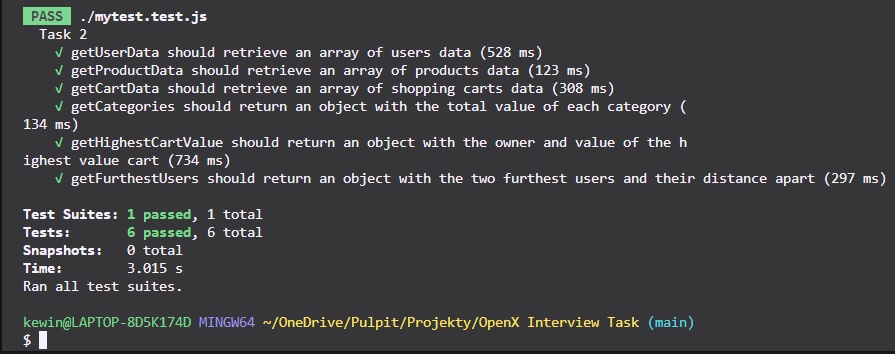 PASS ./mytest.test.js
Task 2
√ getUserData should retrieve an array of users data (528 ms)
√ getProductData should retrieve an array of products data (123 ms)
√ getCartData should retrieve an array of shopping carts data (308 ms)
√ getCategories should return an object with the total value of each category (
134 ms)
√ getHighestCartValue should return an object with the owner and value of the h
ighest value cart (734 ms)
√ getFurthestUsers should return an object with the two furthest users and their distance apart (297 ms)
Test Suites: 1 passed, 1 total
Tests: 6 passed, 6 total
Snapshots: 0 total
Time: 3.015 s
Ran all test suites.
kewin@LAPTOP-8D5K174D MINGW64 ~/OneDrive/Pulpit/Projekty/OpenX Interview Task (main)
$